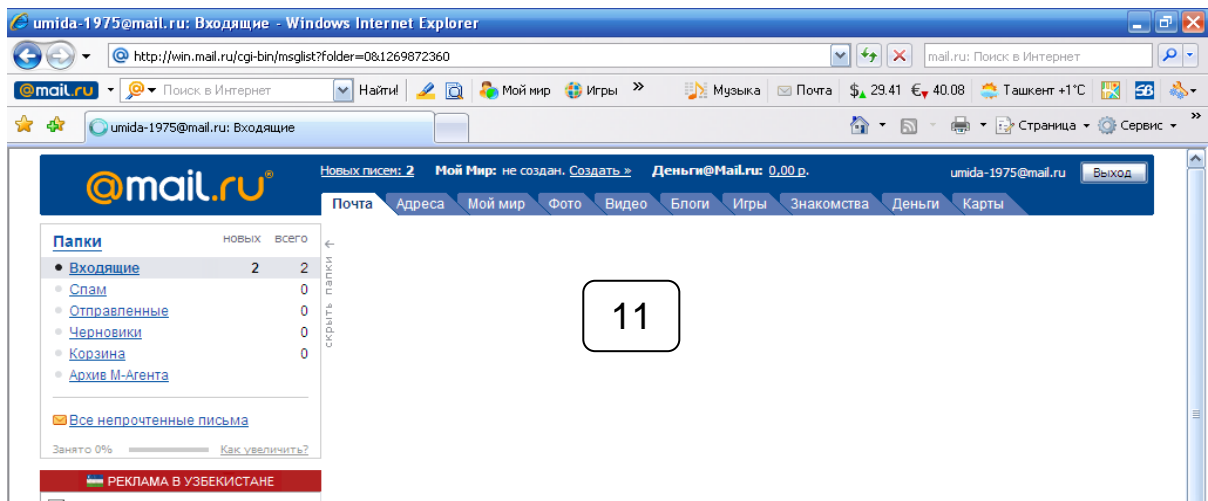 umida-1975@mail.ru: Входящие - Windows Internet Explorer
http://win.mail.ru/cgi-bin/msglist?folder=0&1269872360 mail.ru: Поиск в Интернет
@mail.ru Поиск в Интернет Найти! Мой мир Игры » Музыка Почта $ 29.41 € 40.08 Ташкент +1°C
umida-1975@mail.ru: Входящие Страница Сервис »
Новых писем: 2 Мой Мир: не создан. Создать » Деньги@Mail.ru: 0,00 р. umida-1975@mail.ru Выход
@mail.ru®
Почта Адреса Мой мир Фото Видео Блоги Игры Знакомства Деньги Карты
Папки новых всего
Входящие 2 2
Спам 0
Отправленные 0
Черновики 0
Корзина 0
Архив М-Агента
← скрыть папки
11
Все непрочтенные письма
Занято 0% Как увеличить?
РЕКЛАМА В УЗБЕКИСТАНЕ